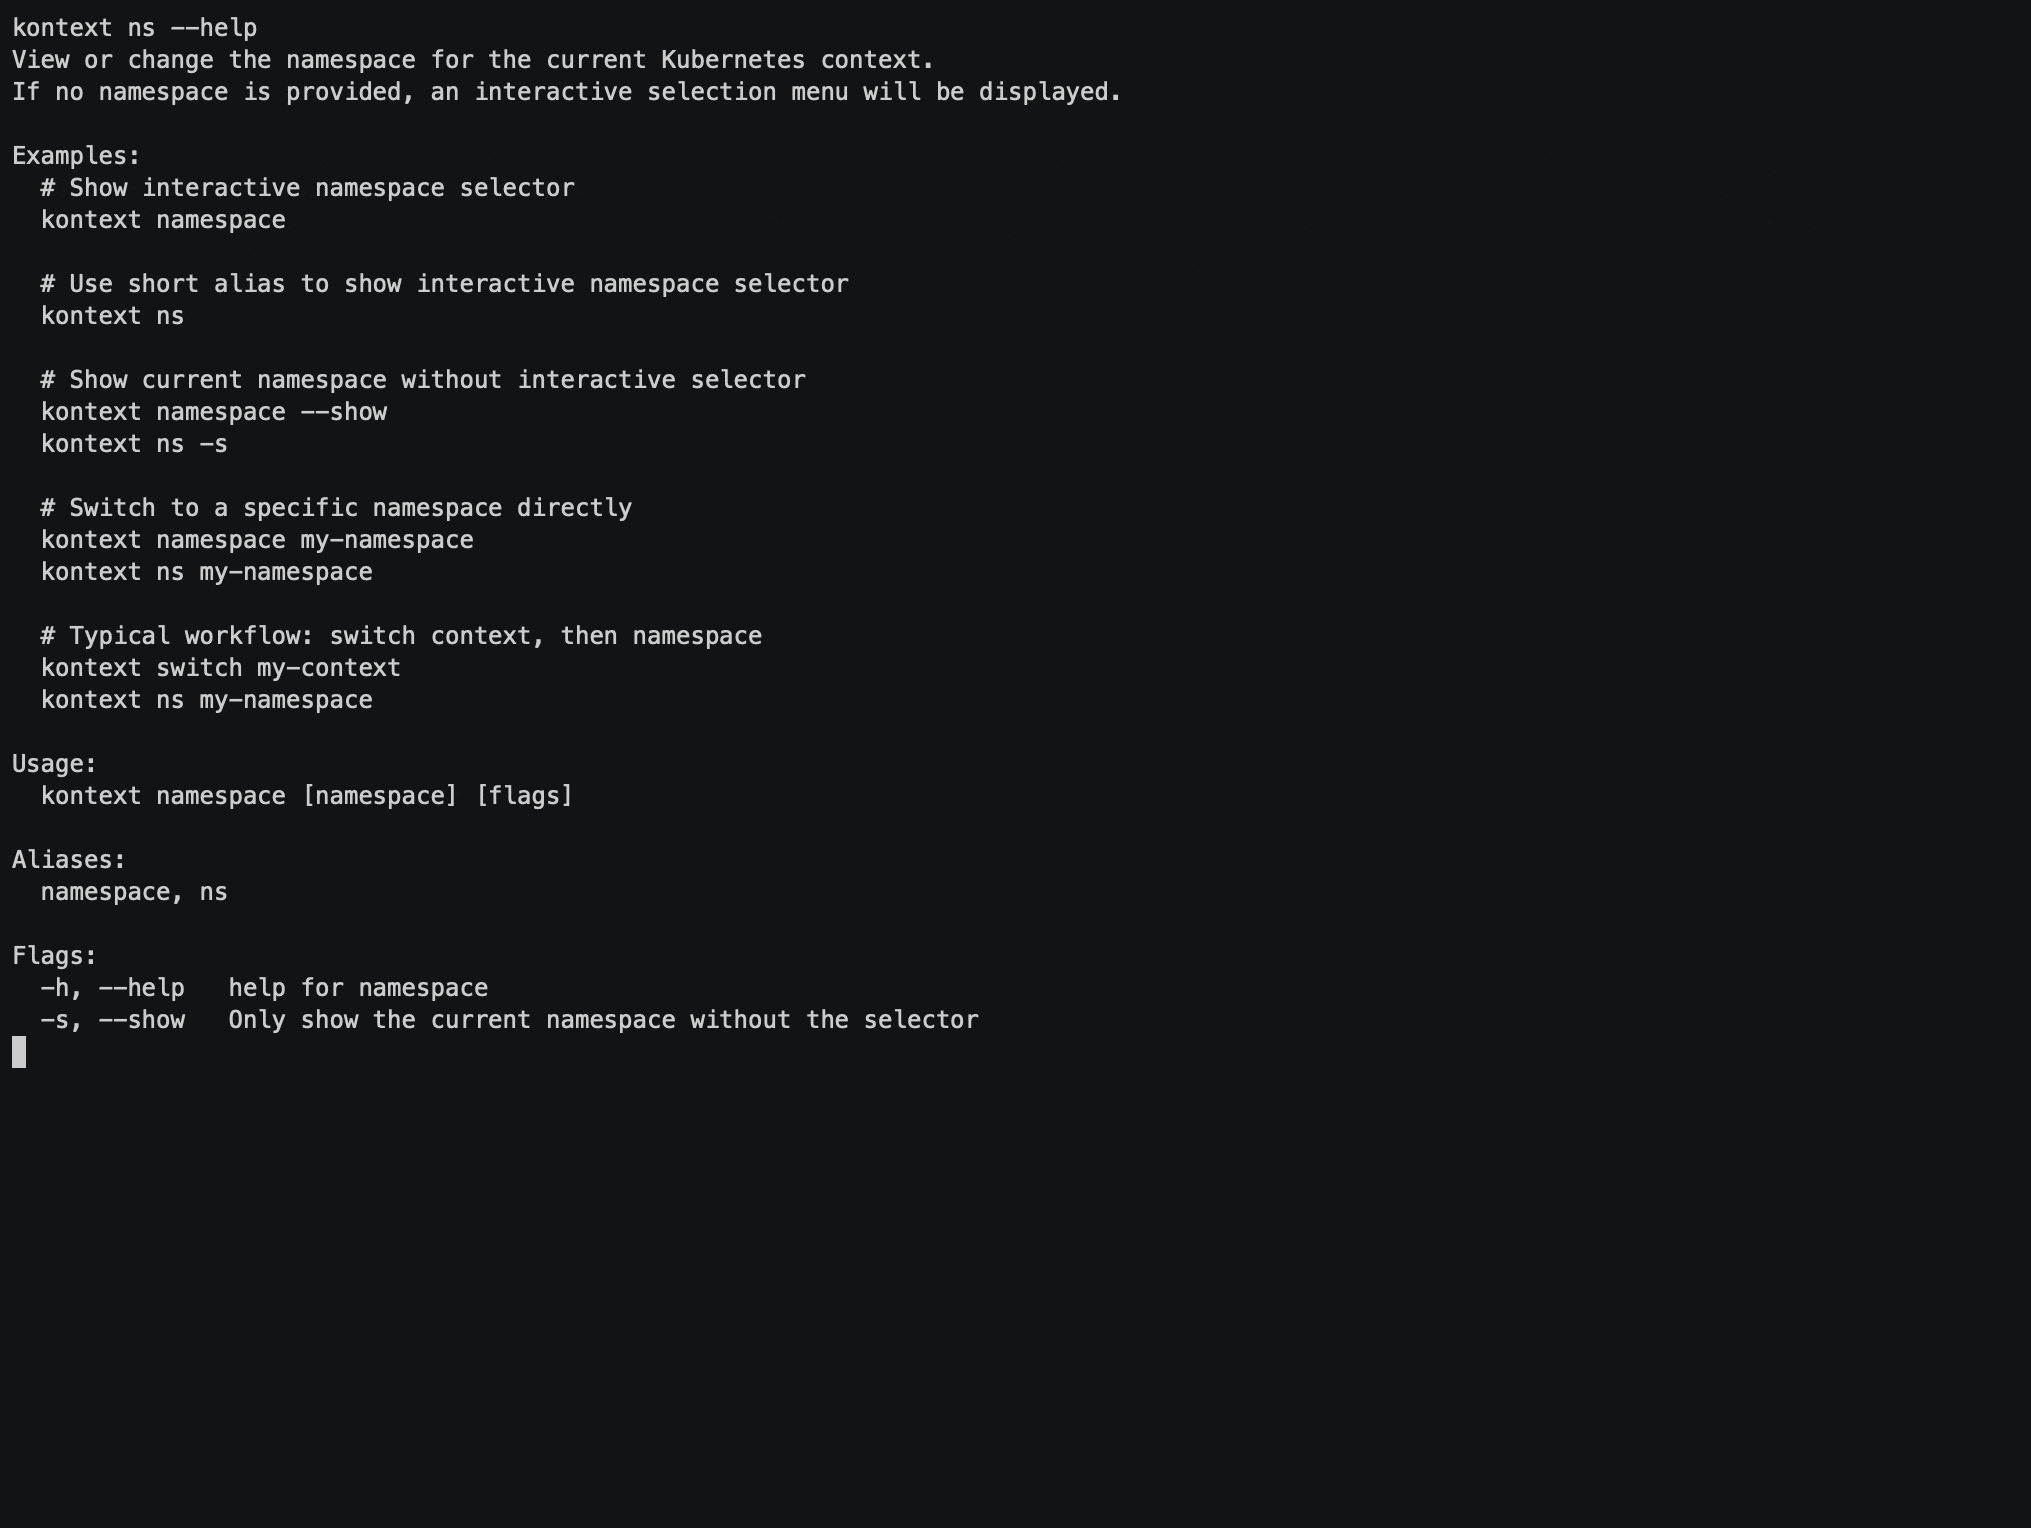 kontext ns --help
View or change the namespace for the current Kubernetes context.
If no namespace is provided, an interactive selection menu will be displayed.

Examples:
  # Show interactive namespace selector
  kontext namespace

  # Use short alias to show interactive namespace selector
  kontext ns

  # Show current namespace without interactive selector
  kontext namespace --show
  kontext ns -s

  # Switch to a specific namespace directly
  kontext namespace my-namespace
  kontext ns my-namespace

  # Typical workflow: switch context, then namespace
  kontext switch my-context
  kontext ns my-namespace

Usage:
  kontext namespace [namespace] [flags]

Aliases:
  namespace, ns

Flags:
  -h, --help   help for namespace
  -s, --show   Only show the current namespace without the selector